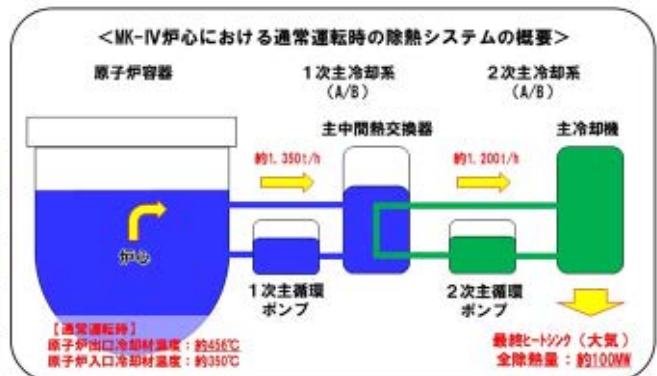 <MK-Ⅳ炉心における通常運転時の除熱システムの概要>
原子炉容器
1次主冷却系
(A/B)
2次主冷却系
(A/B)
主中間熱交換器
主冷却機
約1,350t/h
約1,200t/h
炉心
1次主循環
ポンプ
2次主循環
ポンプ
【通常運転時】
原子炉出口冷却材温度：約456℃
原子炉入口冷却材温度：約350℃
最終ヒートシンク（大気）
全除熱量：約100MW